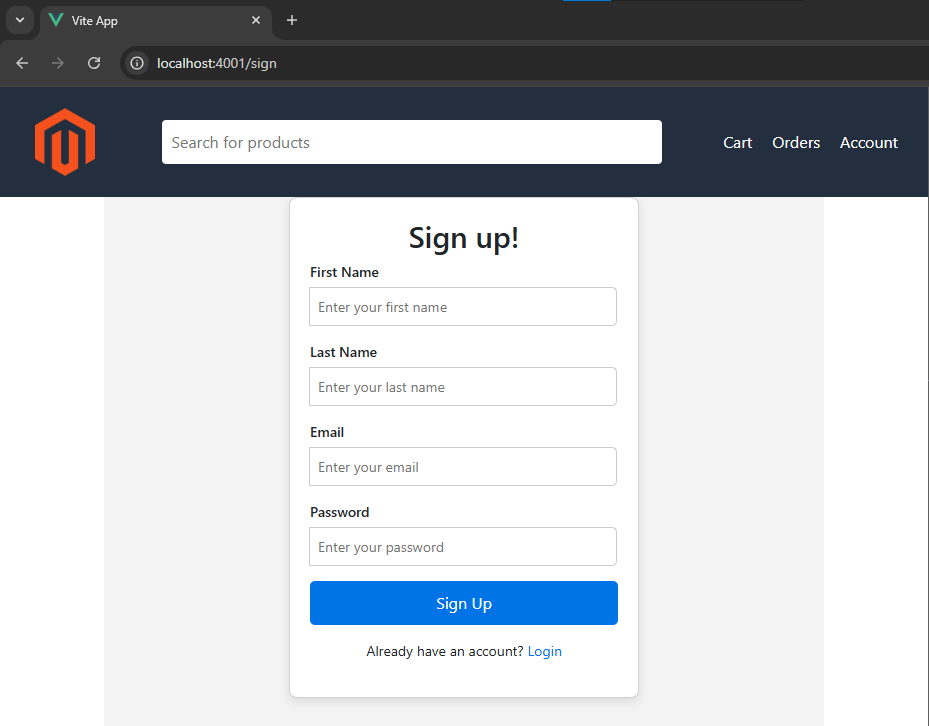 Vite App
localhost:4001/sign
Search for products
Cart Orders Account
Sign up!
First Name
Enter your first name
Last Name
Enter your last name
Email
Enter your email
Password
Enter your password
Sign Up
Already have an account? Login